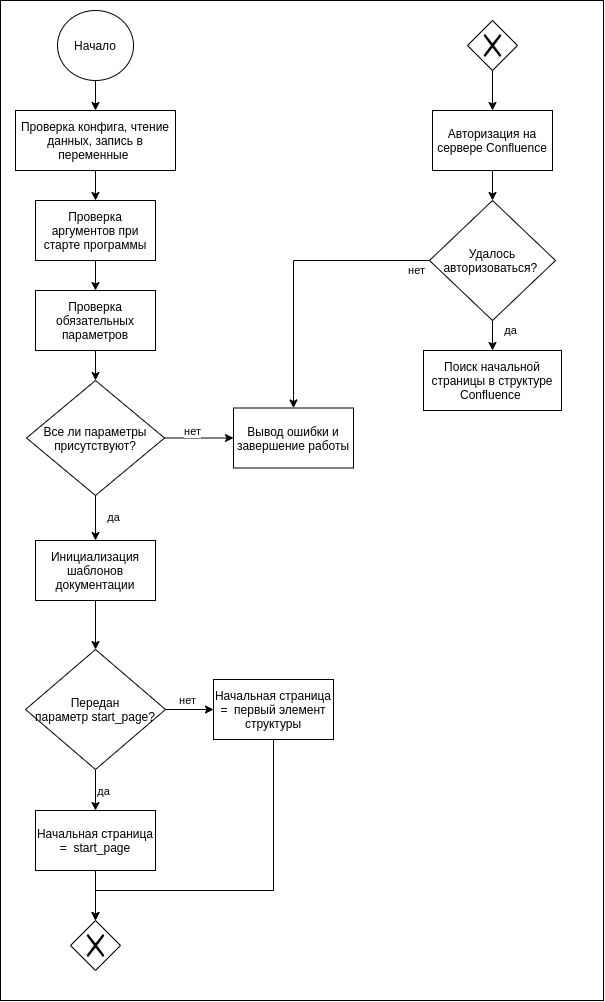 Начало
Проверка конфига, чтение
данных, запись в
переменные
Проверка
аргументов при
старте программы
Проверка
обязательных
параметров
Все ли параметры
присутствуют?
нет
Вывод ошибки и
завершение работы
да
Инициализация
шаблонов
документации
Передан
параметр start_page?
нет
Начальная страница
= первый элемент
структуры
да
Начальная страница
= start_page
Авторизация на
сервере Confluence
Удалось
авторизоваться?
нет
да
Поиск начальной
страницы в структуре
Confluence